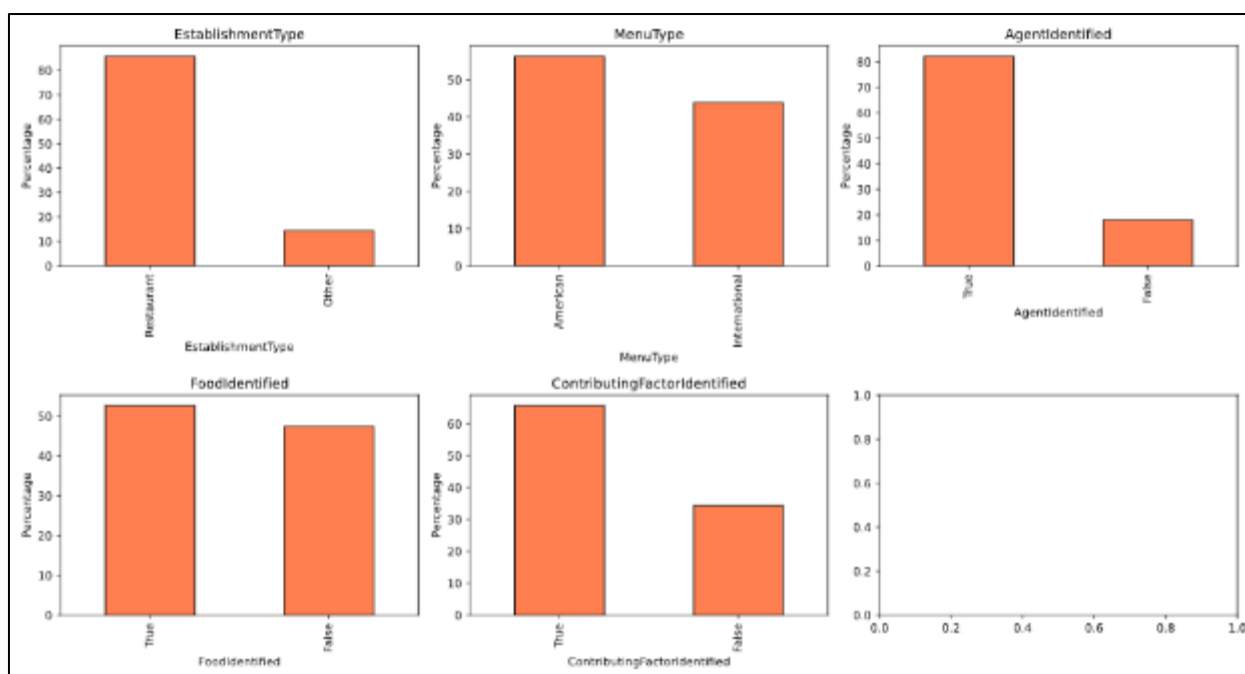 EstablishmentType
MenuType
AgentIdentified
80
70
60
50
40
30
20
10
0
Percentage
Restaurant
Other
EstablishmentType
50
40
30
20
10
0
Percentage
American
International
MenuType
80
70
60
50
40
30
20
10
0
Percentage
True
False
AgentIdentified
FoodIdentified
ContributingFactorIdentified
50
40
30
20
10
0
Percentage
True
False
FoodIdentified
60
50
40
30
20
10
0
Percentage
True
False
ContributingFactorIdentified
1.0
0.8
0.6
0.4
0.2
0.0
0.0 0.2 0.4 0.6 0.8 1.0